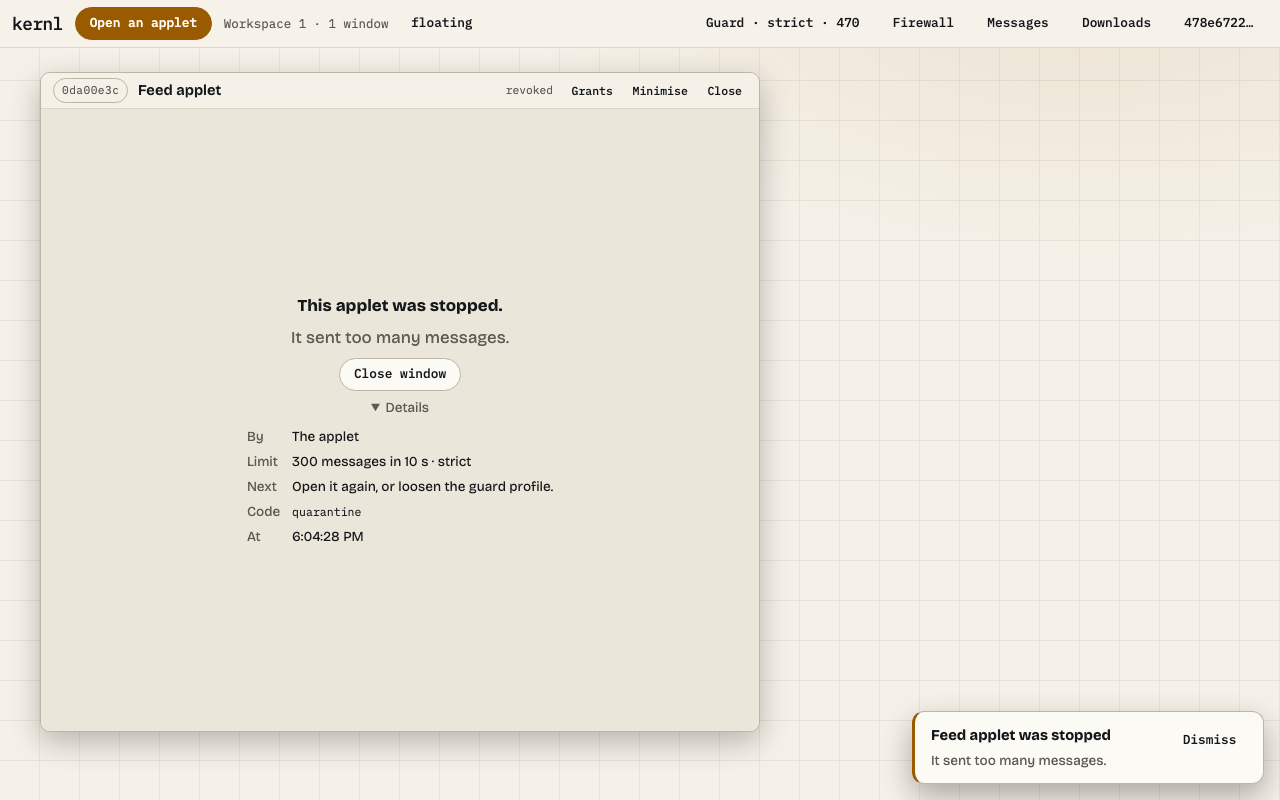 kernl Open an applet Workspace 1 · 1 window floating Guard · strict · 470 Firewall Messages Downloads 478e6722…
0da00e3c Feed applet revoked Grants Minimise Close
This applet was stopped.
It sent too many messages.
Close window
▼ Details
By The applet
Limit 300 messages in 10 s · strict
Next Open it again, or loosen the guard profile.
Code quarantine
At 6:04:28 PM
Feed applet was stopped
Dismiss
It sent too many messages.